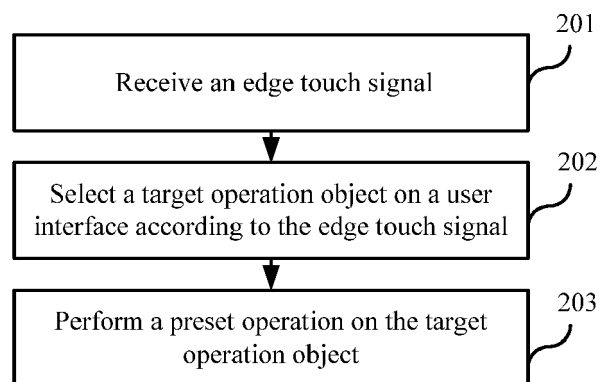 201
Receive an edge touch signal
202
Select a target operation object on a user
interface according to the edge touch signal
203
Perform a preset operation on the target
operation object